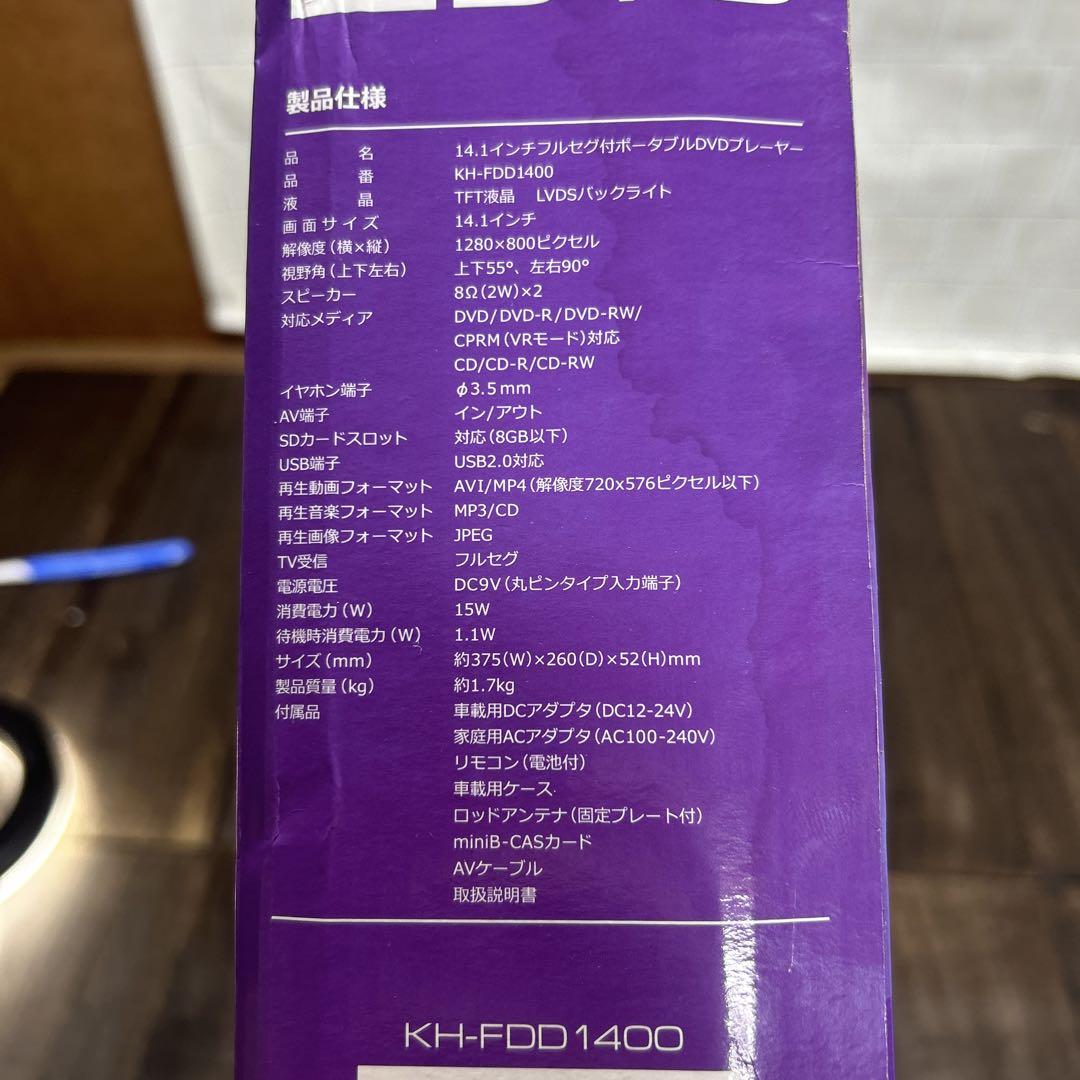 製品仕様
品名 14.1インチフルセグ付ポータブルDVDプレーヤー
品番 KH-FDD1400
液晶 TFT液晶 LVDSバックライト
画面サイズ 14.1インチ
解像度(横×縦) 1280×800ピクセル
視野角(上下左右) 上下55°、左右90°
スピーカー 8Ω(2W)×2
対応メディア DVD/DVD-R/DVD-RW/
CPRM(VRモード)対応
CD/CD-R/CD-RW
イヤホン端子 φ3.5mm
AV端子 イン/アウト
SDカードスロット 対応(8GB以下)
USB端子 USB2.0対応
再生動画フォーマット AVI/MP4(解像度720x576ピクセル以下)
再生音楽フォーマット MP3/CD
再生画像フォーマット JPEG
TV受信 フルセグ
電源電圧 DC9V(丸ピンタイプ入力端子)
消費電力(W) 15W
待機時消費電力(W) 1.1W
サイズ(mm) 約375(W)×260(D)×52(H)mm
製品質量(kg) 約1.7kg
付属品 車載用DCアダプタ(DC12-24V)
家庭用ACアダプタ(AC100-240V)
リモコン(電池付)
車載用ケース
ロッドアンテナ(固定プレート付)
miniB-CASカード
AVケーブル
取扱説明書
KH-FDD1400